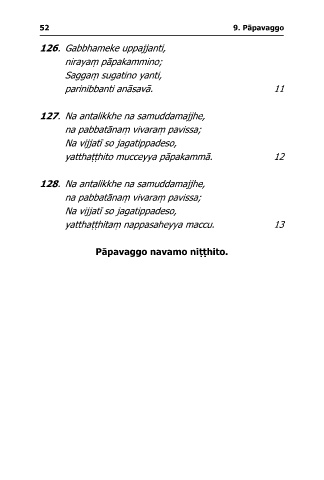 52 9. Pāpavaggo
126. Gabbhameke uppajjanti,
nirayaṃ pāpakammino;
Saggaṃ sugatino yanti,
parinibbanti anāsavā. 11
127. Na antalikkhe na samuddamajjhe,
na pabbatānaṃ vivaraṃ pavissa;
Na vijjatī so jagatippadeso,
yatthaṭṭhito mucceyya pāpakammā. 12
128. Na antalikkhe na samuddamajjhe,
na pabbatānaṃ vivaraṃ pavissa;
Na vijjatī so jagatippadeso,
yatthaṭṭhitaṃ nappasaheyya maccu. 13
Pāpavaggo navamo niṭṭhito.